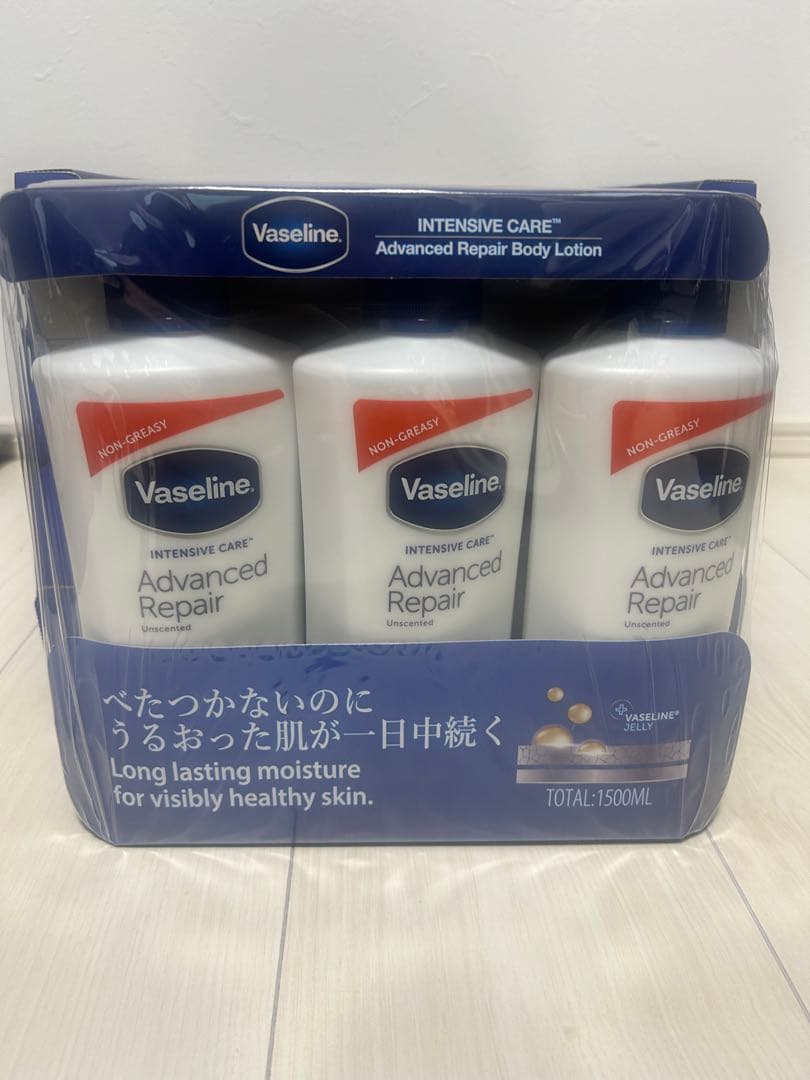 Vaseline®
INTENSIVE CARE™
Advanced Repair Body Lotion
NON-GREASY
Vaseline®
INTENSIVE CARE™
Advanced
Repair
Unscented
NON-GREASY
Vaseline®
INTENSIVE CARE™
Advanced
Repair
Unscented
NON-GREASY
Vaseline®
INTENSIVE CARE™
Advanced
Repair
Unscented
べたつかないのに
うるおった肌が一日中続く
Long lasting moisture
for visibly healthy skin.
VASELINE®
JELLY
TOTAL:1500ML